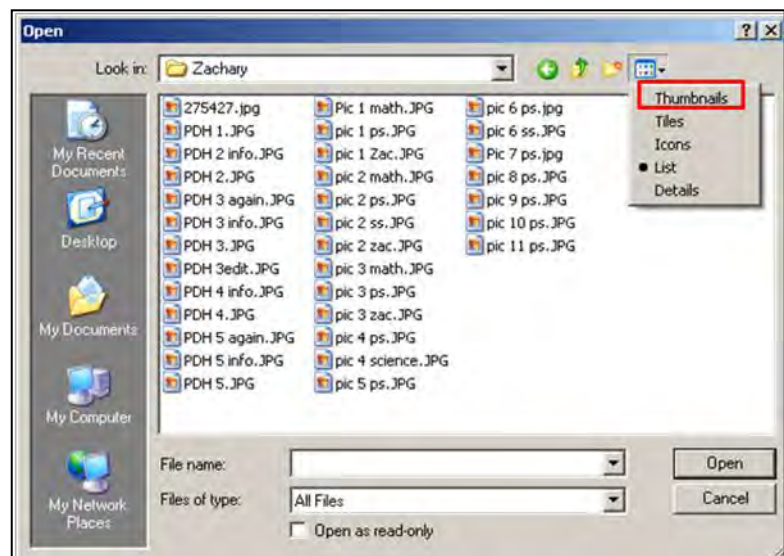 Open
Look in: Zachary
Thumbnails
Tiles
Icons
List
Details
My Recent
Documents
Desktop
My Documents
My Computer
My Network
Places
275427.jpg
PDH 1.JPG
PDH 2 info.JPG
PDH 2.JPG
PDH 3 again.JPG
PDH 3 info.JPG
PDH 3.JPG
PDH 3edit.JPG
PDH 4 info.JPG
PDH 4.JPG
PDH 5 again.JPG
PDH 5 info.JPG
PDH 5.JPG
Pic 1 math.JPG
pic 1 ps.JPG
pic 1 Zac.JPG
pic 2 math.JPG
pic 2 ps.JPG
pic 2 ss.JPG
pic 2 zac.JPG
pic 3 math.JPG
pic 3 ps.JPG
pic 3 zac.JPG
pic 4 ps.JPG
pic 4 science.JPG
pic 5 ps.JPG
pic 6 ps.jpg
pic 6 ss.JPG
Pic 7 ps.jpg
pic 8 ps.JPG
pic 9 ps.JPG
pic 10 ps.JPG
pic 11 ps.JPG
File name:
Open
Files of type: All Files
Cancel
Open as read-only